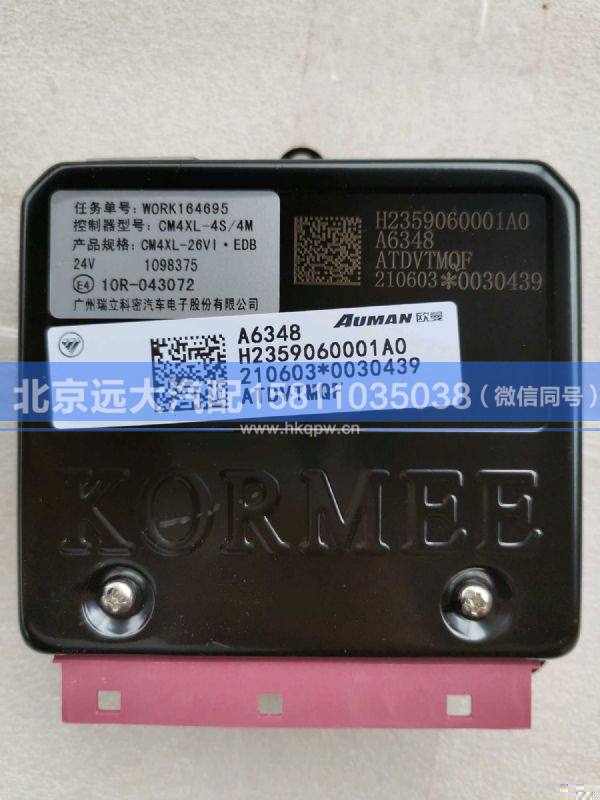 任务单号: WORK164695
控制器型号: CM4XL-4S/4M
产品规格: CM4XL-26VI·EDB
24V 1098375
E4 10R-043072
广州瑞立科密汽车电子股份有限公司
H2359060001A0
A6348
ATDVTMQF
210603*0030439
AUMAN 欧曼
A6348
H2359060001A0
210603*0030439
ATDVTMQF
北京远大汽配15811035038（微信同号）
www.hkqpw.cn
KORMEE